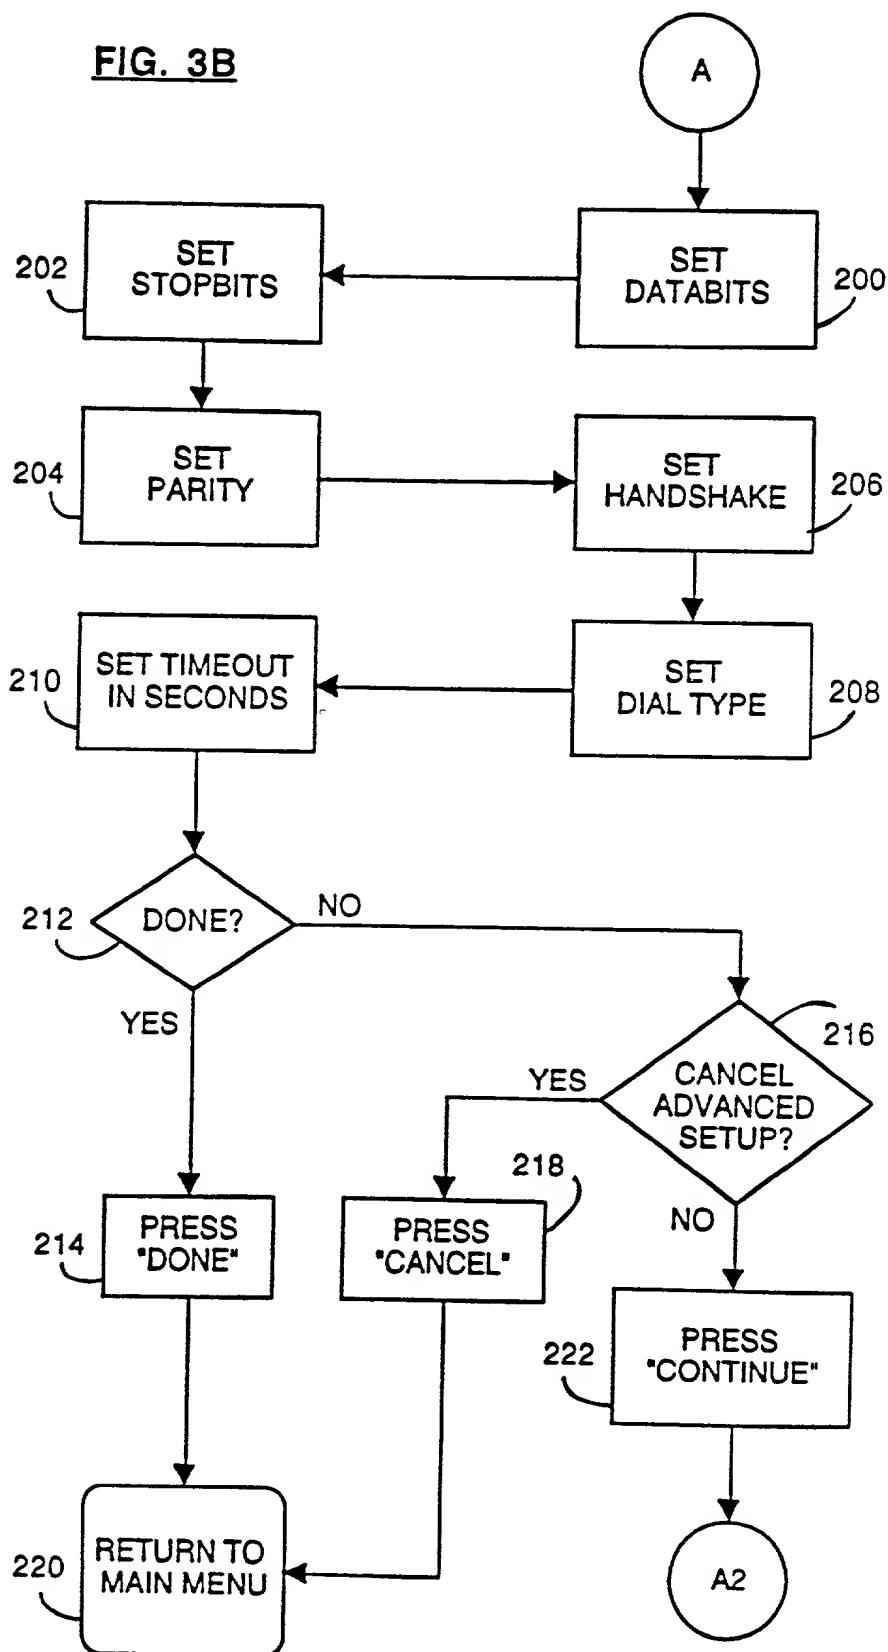 FIG. 3B
A
SET
DATABITS
200
SET
STOPBITS
202
SET
PARITY
204
SET
HANDSHAKE
206
SET
DIAL TYPE
208
SET TIMEOUT
IN SECONDS
210
DONE?
212
NO
YES
CANCEL
ADVANCED
SETUP?
216
YES
NO
PRESS
"DONE"
214
PRESS
"CANCEL"
218
PRESS
"CONTINUE"
222
RETURN TO
MAIN MENU
220
A2